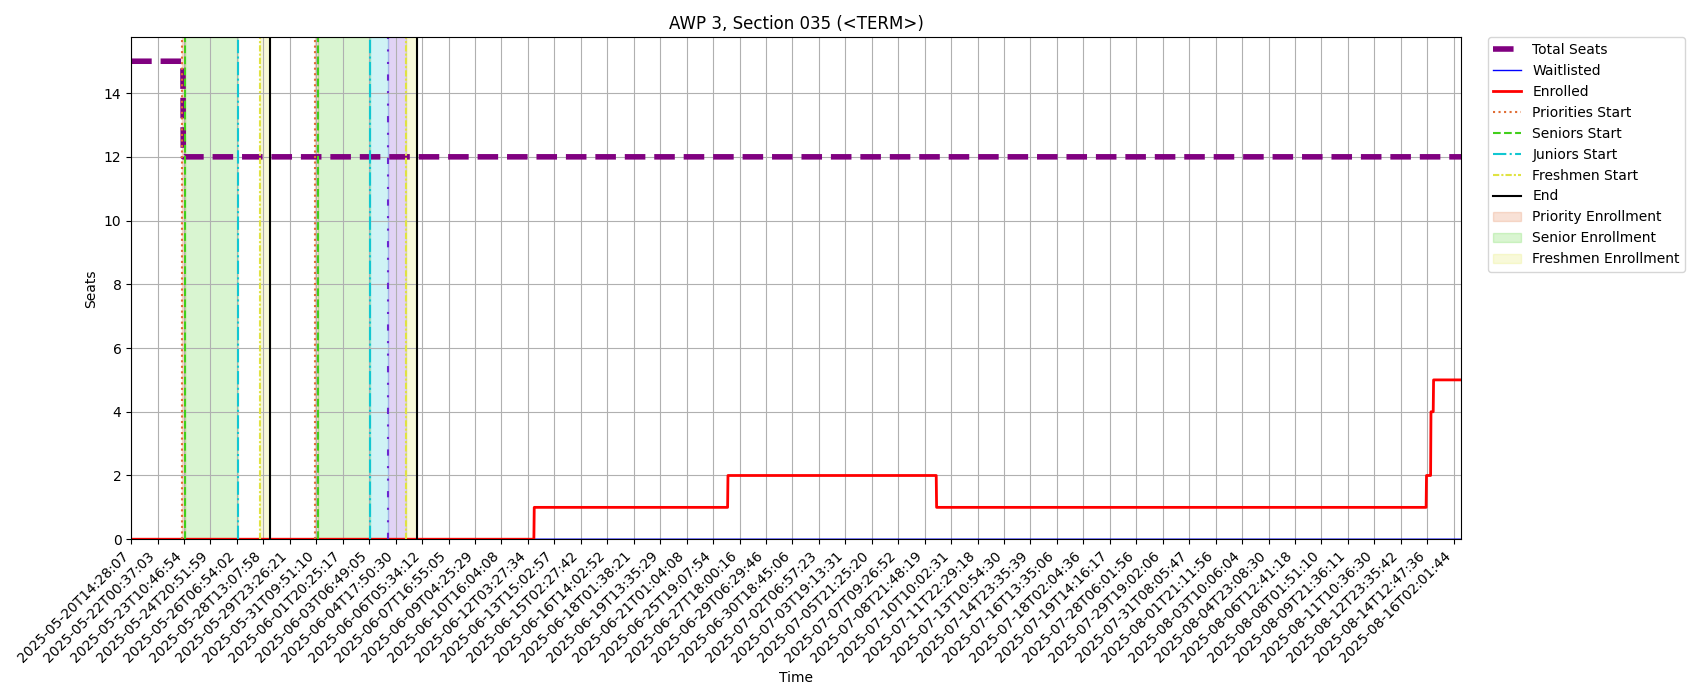 AWP 3, Section 035 (<TERM>)
Total Seats
Waitlisted
Enrolled
Priorities Start
Seniors Start
Juniors Start
Freshmen Start
End
Priority Enrollment
Senior Enrollment
Freshmen Enrollment
Seats
14
12
10
8
6
4
2
0
2025-05-20T14:28:07
2025-05-22T00:37:03
2025-05-23T10:46:54
2025-05-24T20:51:59
2025-05-26T06:54:02
2025-05-28T13:07:58
2025-05-29T23:26:21
2025-05-31T09:51:10
2025-06-01T20:25:17
2025-06-03T06:49:05
2025-06-04T17:50:30
2025-06-06T05:34:12
2025-06-07T16:55:05
2025-06-09T04:25:29
2025-06-10T16:04:08
2025-06-12T03:27:34
2025-06-13T15:02:57
2025-06-15T02:27:42
2025-06-16T14:02:52
2025-06-18T01:38:21
2025-06-19T13:35:29
2025-06-21T01:04:08
2025-06-25T19:07:54
2025-06-27T18:00:16
2025-06-29T06:29:46
2025-06-30T18:45:06
2025-07-02T06:57:23
2025-07-03T19:13:31
2025-07-05T21:25:20
2025-07-07T09:26:52
2025-07-08T21:48:19
2025-07-10T10:02:31
2025-07-11T22:29:18
2025-07-13T10:54:30
2025-07-14T23:35:39
2025-07-16T13:35:06
2025-07-18T02:04:36
2025-07-19T14:16:17
2025-07-28T06:01:56
2025-07-29T19:02:06
2025-07-31T08:05:47
2025-08-01T21:11:56
2025-08-03T10:06:04
2025-08-04T23:08:30
2025-08-06T12:41:18
2025-08-08T01:51:10
2025-08-09T21:36:11
2025-08-11T10:36:30
2025-08-12T23:35:42
2025-08-14T12:47:36
2025-08-16T02:01:44
Time